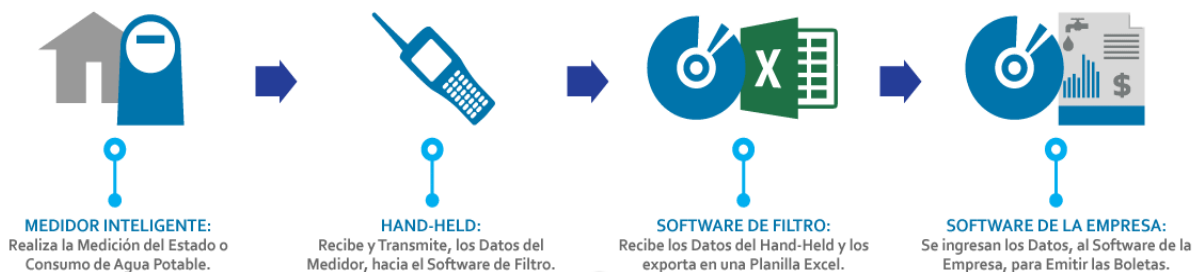 X
$
MEDIDOR INTELIGENTE:
Realiza la Medición del Estado o
Consumo de Agua Potable.
HAND-HELD:
Recibe y Transmite, los Datos del
Medidor, hacia el Software de Filtro.
SOFTWARE DE FILTRO:
Recibe los Datos del Hand-Held y los
exporta en una Planilla Excel.
SOFTWARE DE LA EMPRESA:
Se ingresan los Datos, al Software de la
Empresa, para Emitir las Boletas.